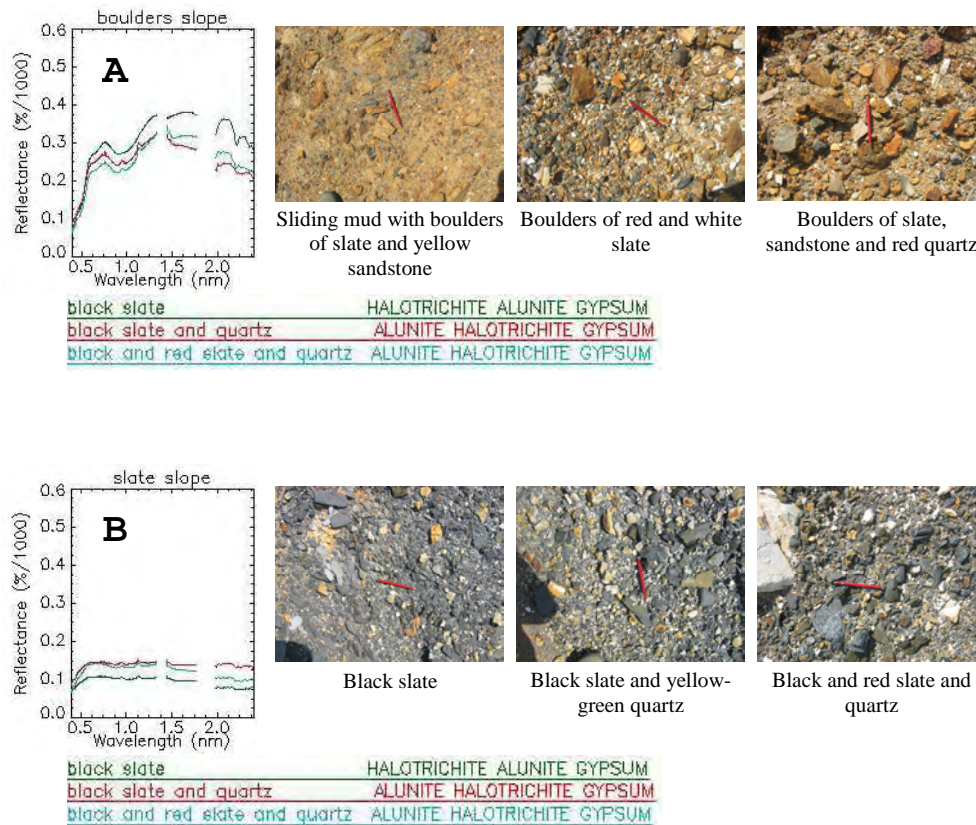 boulders slope
A
Reflectance (%/1000)
0.6
0.5
0.4
0.3
0.2
0.1
0.0
0.5 1.0 1.5 2.0
Wavelength (nm)
Sliding mud with boulders
of slate and yellow
sandstone
Boulders of red and white
slate
Boulders of slate,
sandstone and red quartz
black slate HALOTRICHITE ALUNITE GYPSUM
black slate and quartz ALUNITE HALOTRICHITE GYPSUM
black and red slate and quartz ALUNITE HALOTRICHITE GYPSUM
slate slope
B
Reflectance (%/1000)
0.6
0.5
0.4
0.3
0.2
0.1
0.0
0.5 1.0 1.5 2.0
Wavelength (nm)
Black slate
Black slate and yellow-
green quartz
Black and red slate and
quartz
black slate HALOTRICHITE ALUNITE GYPSUM
black slate and quartz ALUNITE HALOTRICHITE GYPSUM
black and red slate and quartz ALUNITE HALOTRICHITE GYPSUM